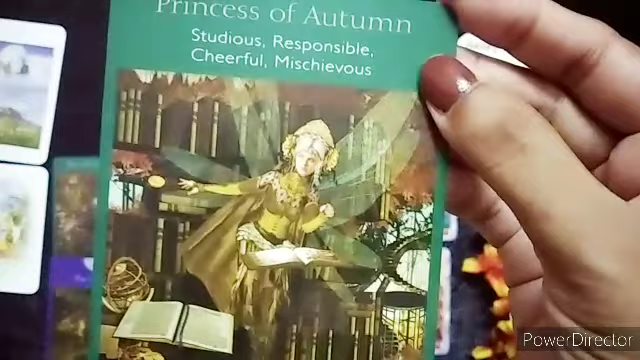 Princess of Autumn
Studious, Responsible,
Cheerful, Mischievous
PowerDirector